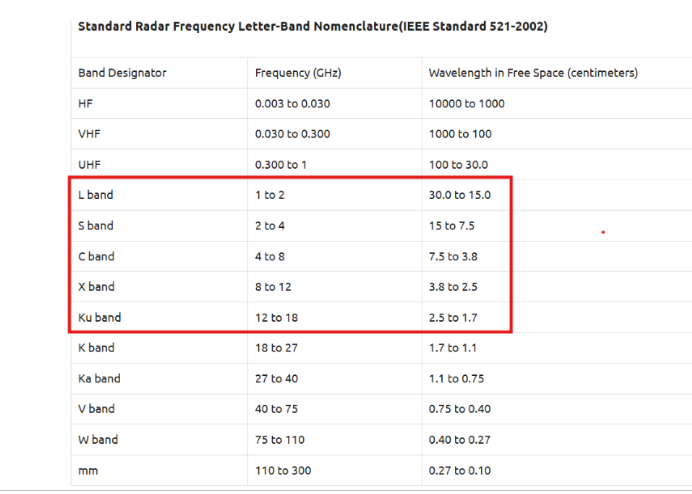 Standard Radar Frequency Letter-Band Nomenclature(IEEE Standard 521-2002)
Band Designator Frequency (GHz) Wavelength in Free Space (centimeters)
HF 0.003 to 0.030 10000 to 1000
VHF 0.030 to 0.300 1000 to 100
UHF 0.300 to 1 100 to 30.0
L band 1 to 2 30.0 to 15.0
S band 2 to 4 15 to 7.5
C band 4 to 8 7.5 to 3.8
X band 8 to 12 3.8 to 2.5
Ku band 12 to 18 2.5 to 1.7
K band 18 to 27 1.7 to 1.1
Ka band 27 to 40 1.1 to 0.75
V band 40 to 75 0.75 to 0.40
W band 75 to 110 0.40 to 0.27
mm 110 to 300 0.27 to 0.10